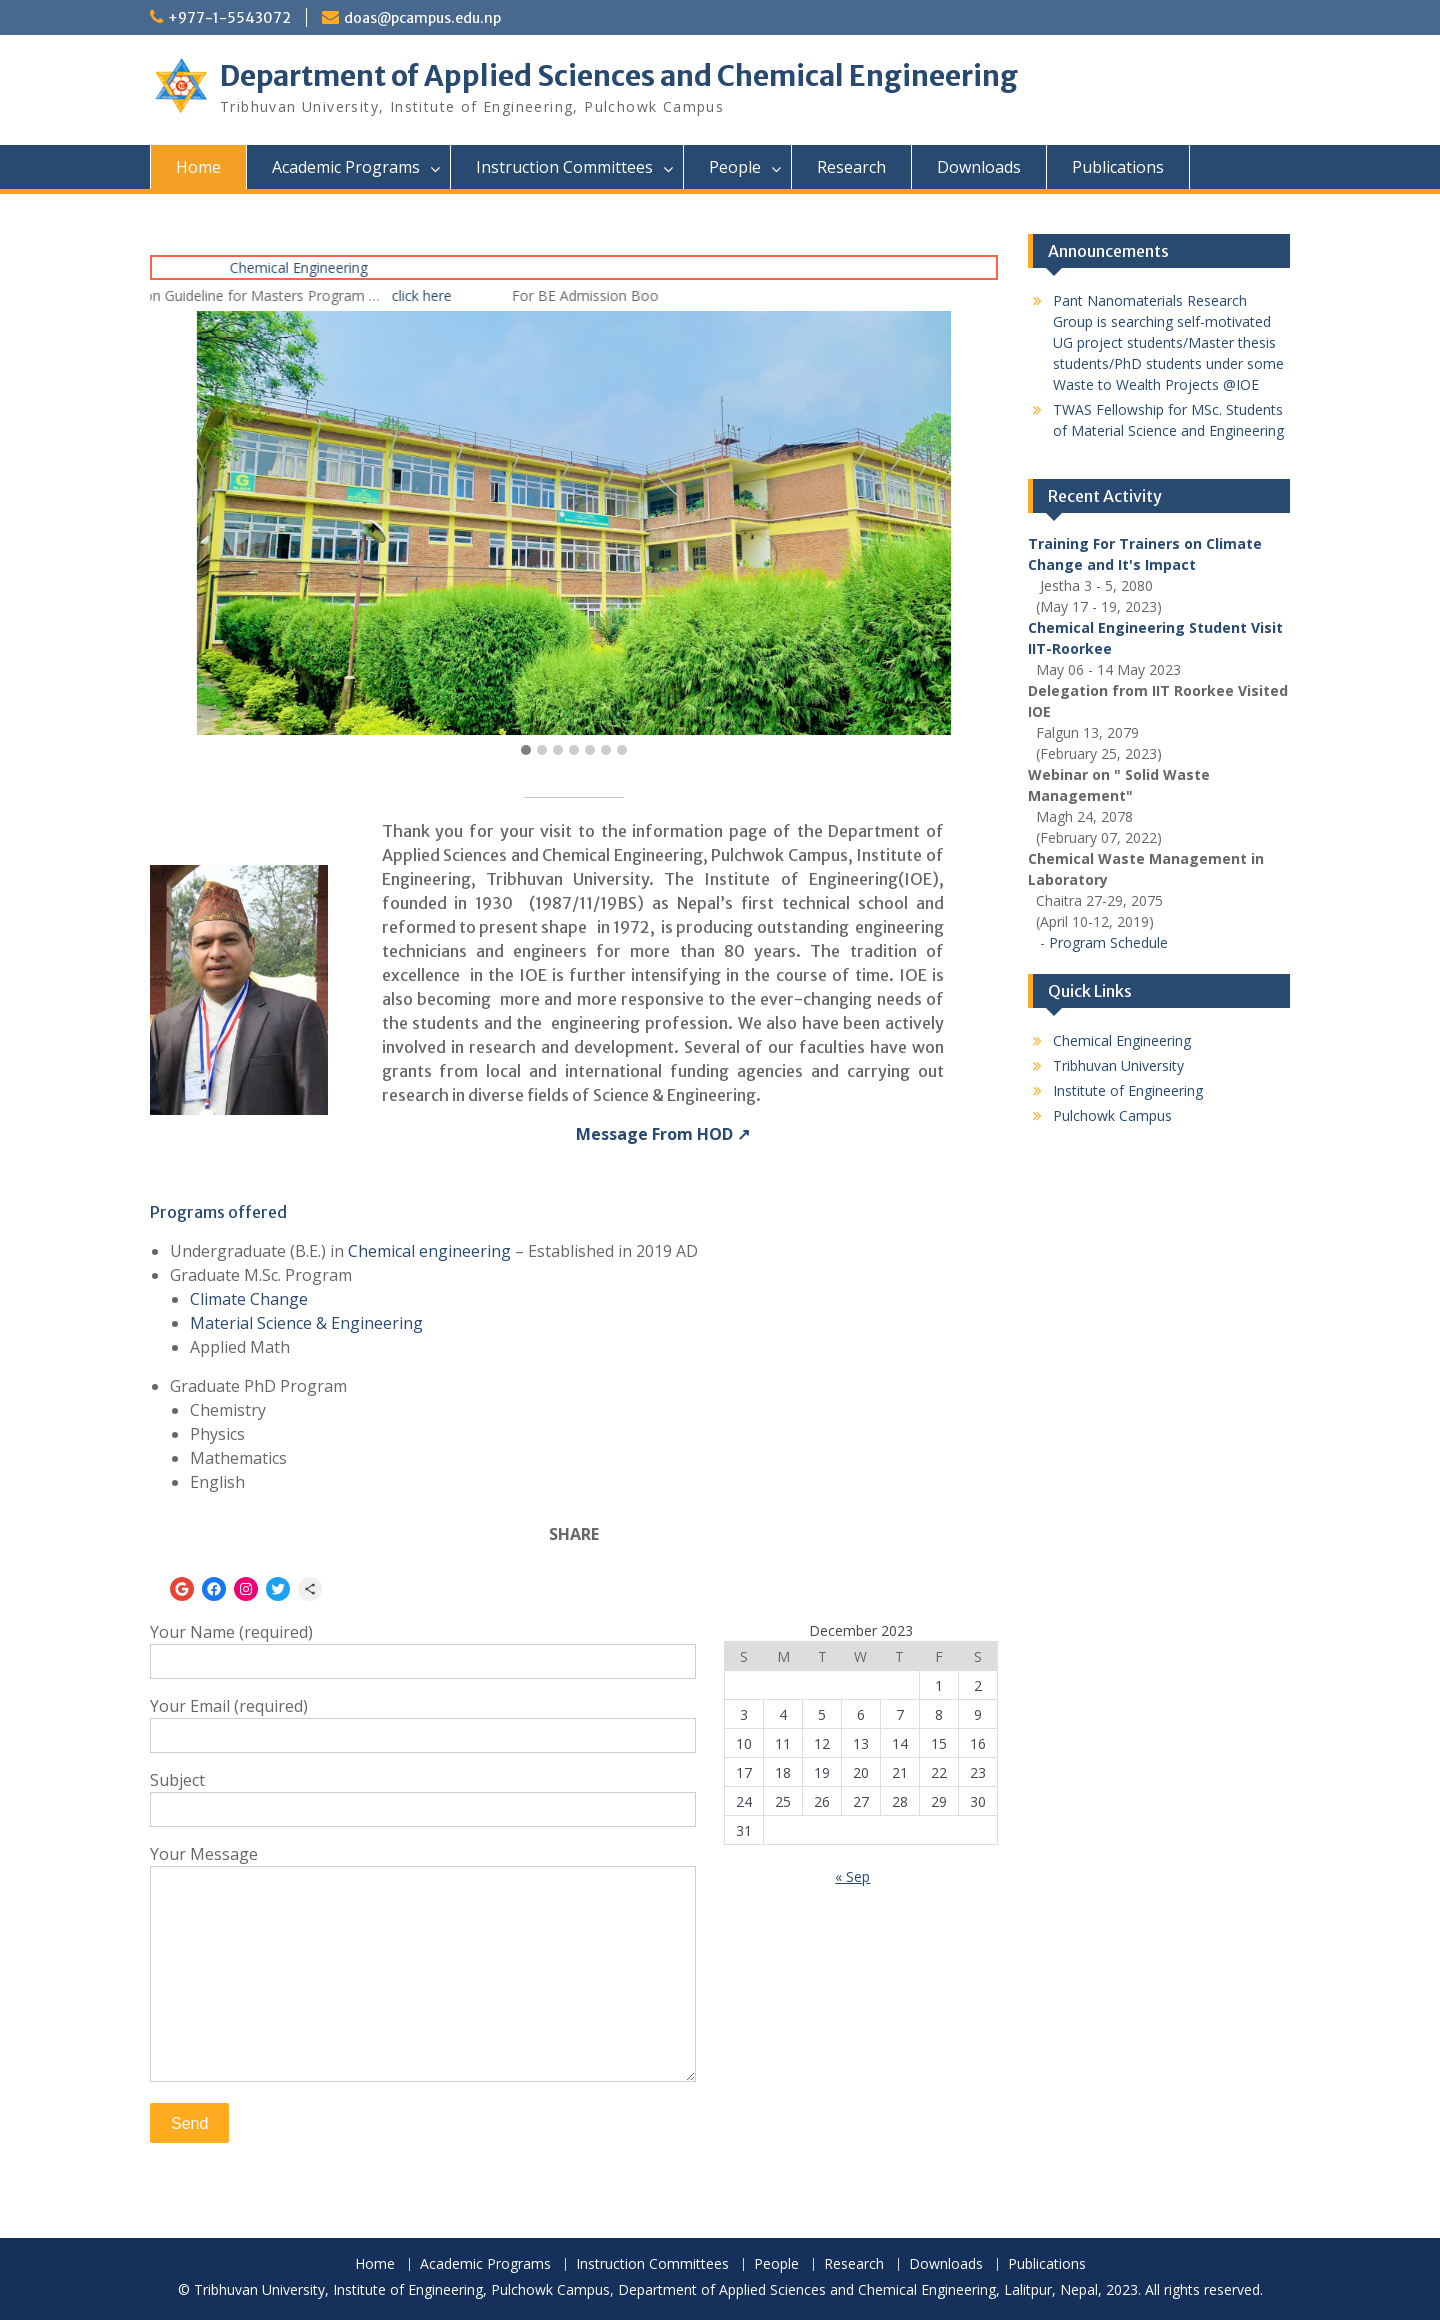 +977-1-5543072
doas@pcampus.edu.np
Department of Applied Sciences and Chemical Engineering
Tribhuvan University, Institute of Engineering, Pulchowk Campus
Home
Academic Programs
Instruction Committees
People
Research
Downloads
Publications
Chemical Engineering
on Guideline for Masters Program ... click here For BE Admission Boo
Thank you for your visit to the information page of the Department of
Applied Sciences and Chemical Engineering, Pulchwok Campus, Institute of
Engineering, Tribhuvan University. The Institute of Engineering(IOE),
founded in 1930 (1987/11/19BS) as Nepal’s first technical school and
reformed to present shape in 1972, is producing outstanding engineering
technicians and engineers for more than 80 years. The tradition of
excellence in the IOE is further intensifying in the course of time. IOE is
also becoming more and more responsive to the ever-changing needs of
the students and the engineering profession. We also have been actively
involved in research and development. Several of our faculties have won
grants from local and international funding agencies and carrying out
research in diverse fields of Science & Engineering.
Message From HOD ↗
Programs offered
Undergraduate (B.E.) in Chemical engineering – Established in 2019 AD
Graduate M.Sc. Program
Climate Change
Material Science & Engineering
Applied Math
Graduate PhD Program
Chemistry
Physics
Mathematics
English
SHARE
Your Name (required)
Your Email (required)
Subject
Your Message
Send
December 2023
S M T W T F S
1 2
3 4 5 6 7 8 9
10 11 12 13 14 15 16
17 18 19 20 21 22 23
24 25 26 27 28 29 30
31
« Sep
Announcements
Pant Nanomaterials Research
Group is searching self-motivated
UG project students/Master thesis
students/PhD students under some
Waste to Wealth Projects @IOE
TWAS Fellowship for MSc. Students
of Material Science and Engineering
Recent Activity
Training For Trainers on Climate
Change and It's Impact
Jestha 3 - 5, 2080
(May 17 - 19, 2023)
Chemical Engineering Student Visit
IIT-Roorkee
May 06 - 14 May 2023
Delegation from IIT Roorkee Visited
IOE
Falgun 13, 2079
(February 25, 2023)
Webinar on " Solid Waste
Management"
Magh 24, 2078
(February 07, 2022)
Chemical Waste Management in
Laboratory
Chaitra 27-29, 2075
(April 10-12, 2019)
- Program Schedule
Quick Links
Chemical Engineering
Tribhuvan University
Institute of Engineering
Pulchowk Campus
Home | Academic Programs | Instruction Committees | People | Research | Downloads | Publications
© Tribhuvan University, Institute of Engineering, Pulchowk Campus, Department of Applied Sciences and Chemical Engineering, Lalitpur, Nepal, 2023. All rights reserved.